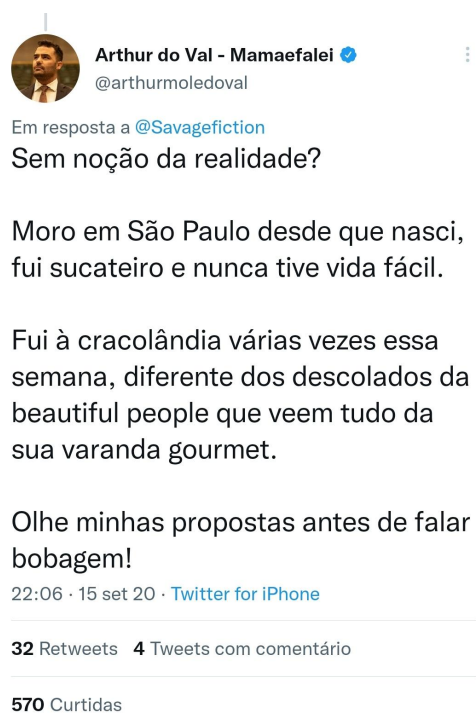 Arthur do Val - Mamaefalei
@arthurmoledoval
Em resposta a @Savagefiction
Sem noção da realidade?
Moro em São Paulo desde que nasci,
fui sucateiro e nunca tive vida fácil.
Fui à cracolândia várias vezes essa
semana, diferente dos descolados da
beautiful people que veem tudo da
sua varanda gourmet.
Olhe minhas propostas antes de falar
bobagem!
22:06 · 15 set 20 · Twitter for iPhone
32 Retweets 4 Tweets com comentário
570 Curtidas